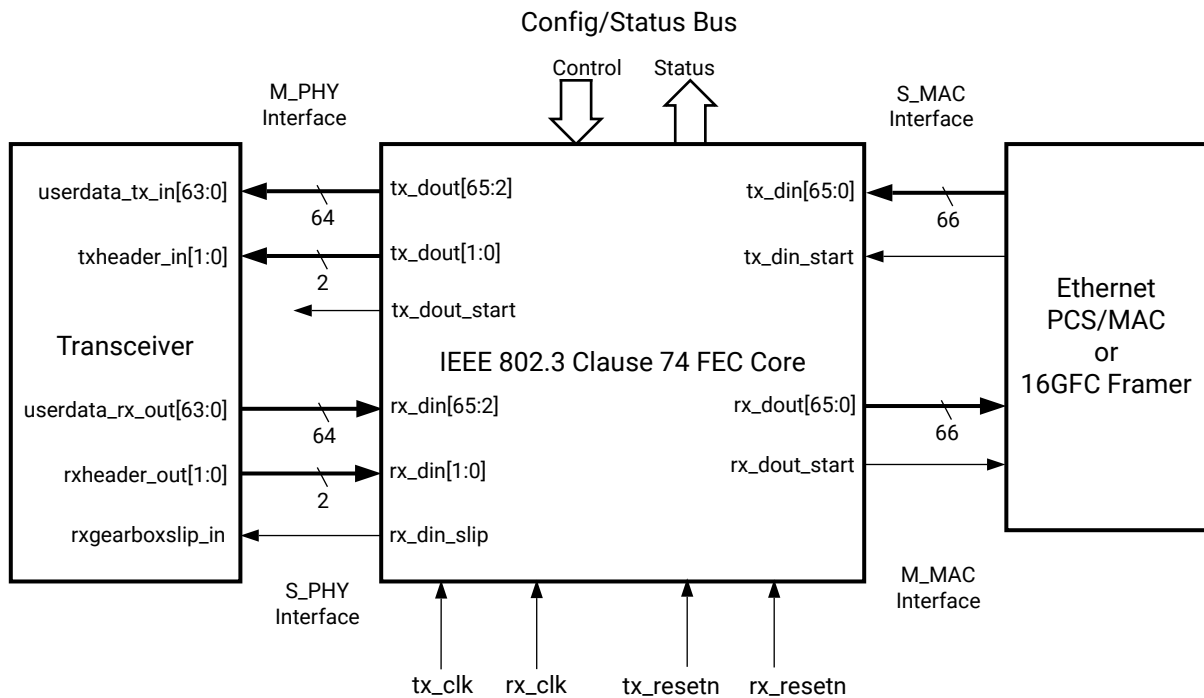 Config/Status Bus
Control
Status
M_PHY
Interface
S_MAC
Interface
userdata_tx_in[63:0]
64
tx_dout[65:2]
tx_din[65:0]
66
txheader_in[1:0]
2
tx_dout[1:0]
tx_din_start
tx_dout_start
Transceiver
IEEE 802.3 Clause 74 FEC Core
Ethernet
PCS/MAC
or
16GFC Framer
userdata_rx_out[63:0]
64
rx_din[65:2]
rx_dout[65:0]
66
rxheader_out[1:0]
2
rx_din[1:0]
rx_dout_start
rxgearboxslip_in
rx_din_slip
S_PHY
Interface
M_MAC
Interface
tx_clk
rx_clk
tx_resetn
rx_resetn